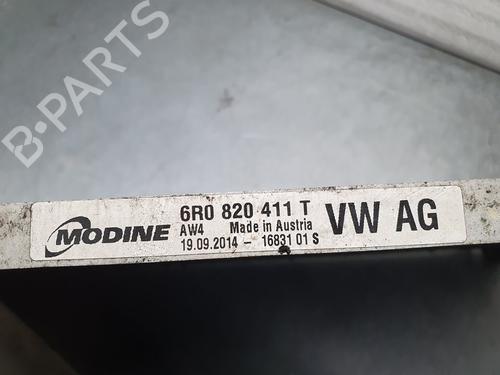 B-PARTS
MODINE
6R0 820 411 T
AW4 Made in Austria
19.09.2014 - 16831 01 S
VW AG